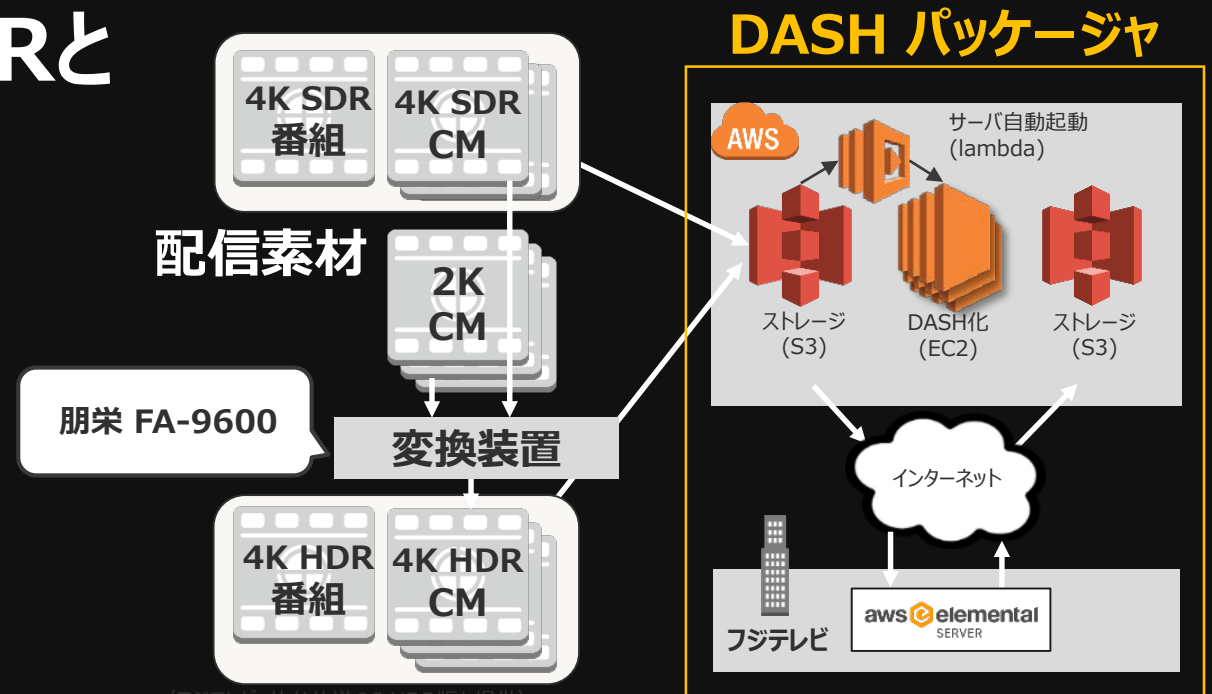 Rと
DASH パッケージャ
4K SDR
番組
4K SDR
CM
配信素材
2K
CM
朋栄 FA-9600
変換装置
4K HDR
番組
4K HDR
CM
AWS
サーバ自動起動
(lambda)
ストレージ
(S3)
DASH化
(EC2)
ストレージ
(S3)
インターネット
フジテレビ
aws elemental
SERVER